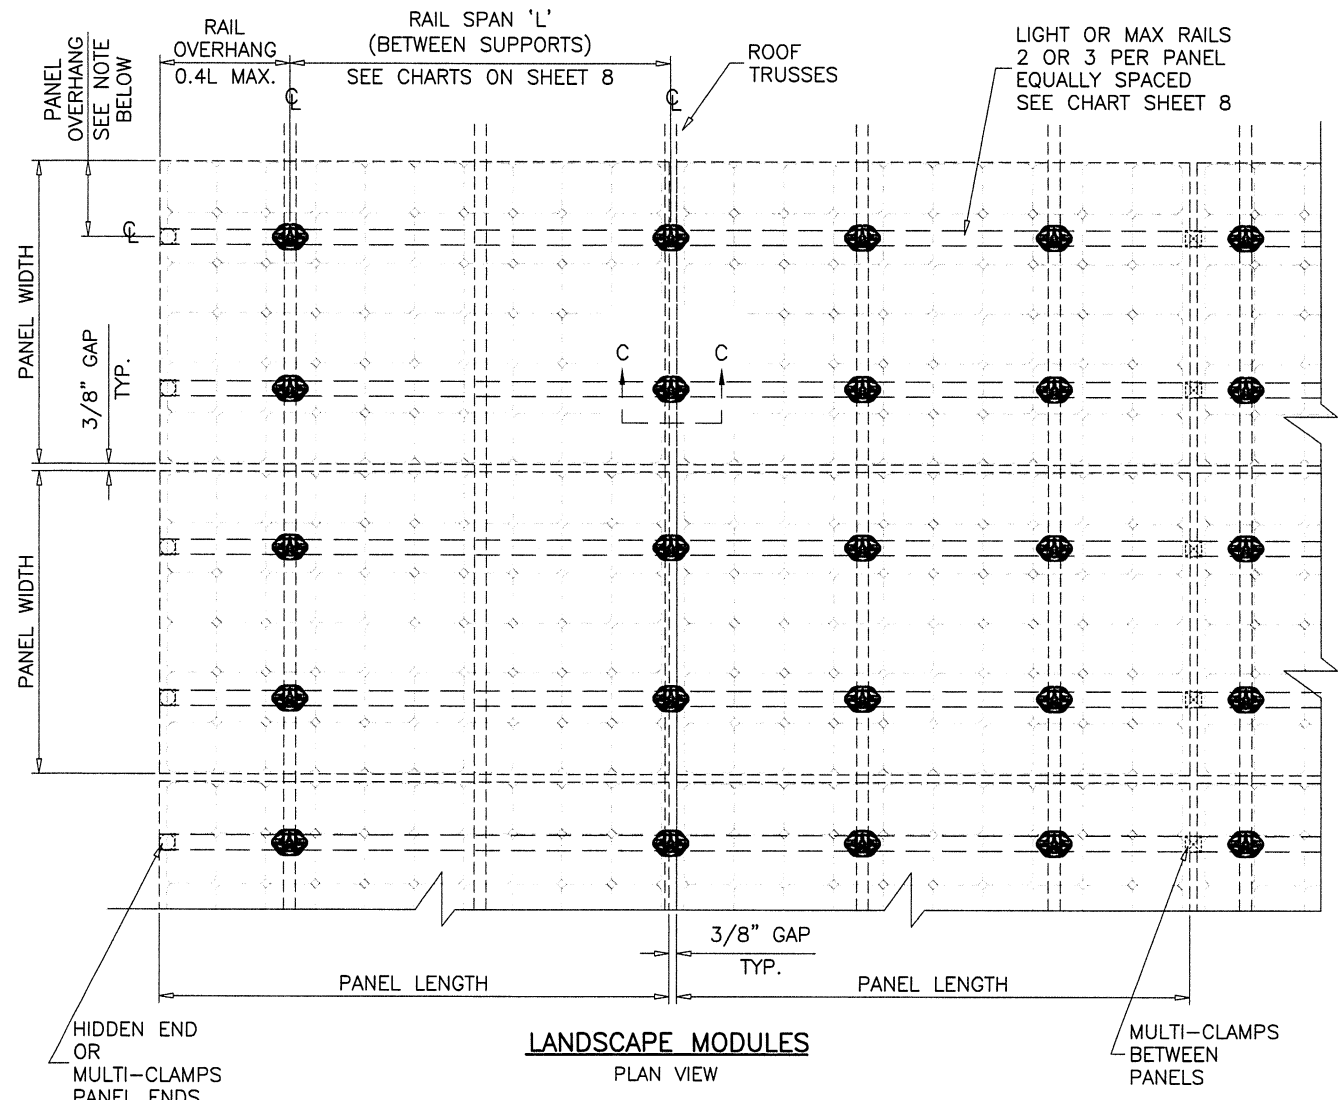 RAIL
OVERHANG
0.4L MAX.
RAIL SPAN 'L'
(BETWEEN SUPPORTS)
SEE CHARTS ON SHEET 8
ROOF
TRUSSES
LIGHT OR MAX RAILS
2 OR 3 PER PANEL
EQUALLY SPACED
SEE CHART SHEET 8
PANEL
OVERHANG
SEE NOTE
BELOW
℄
℄
℄
PANEL WIDTH
3/8" GAP
TYP.
C
C
PANEL WIDTH
3/8" GAP
TYP.
PANEL LENGTH
PANEL LENGTH
HIDDEN END
OR
MULTI-CLAMPS
PANEL ENDS
LANDSCAPE MODULES
PLAN VIEW
MULTI-CLAMPS
BETWEEN
PANELS